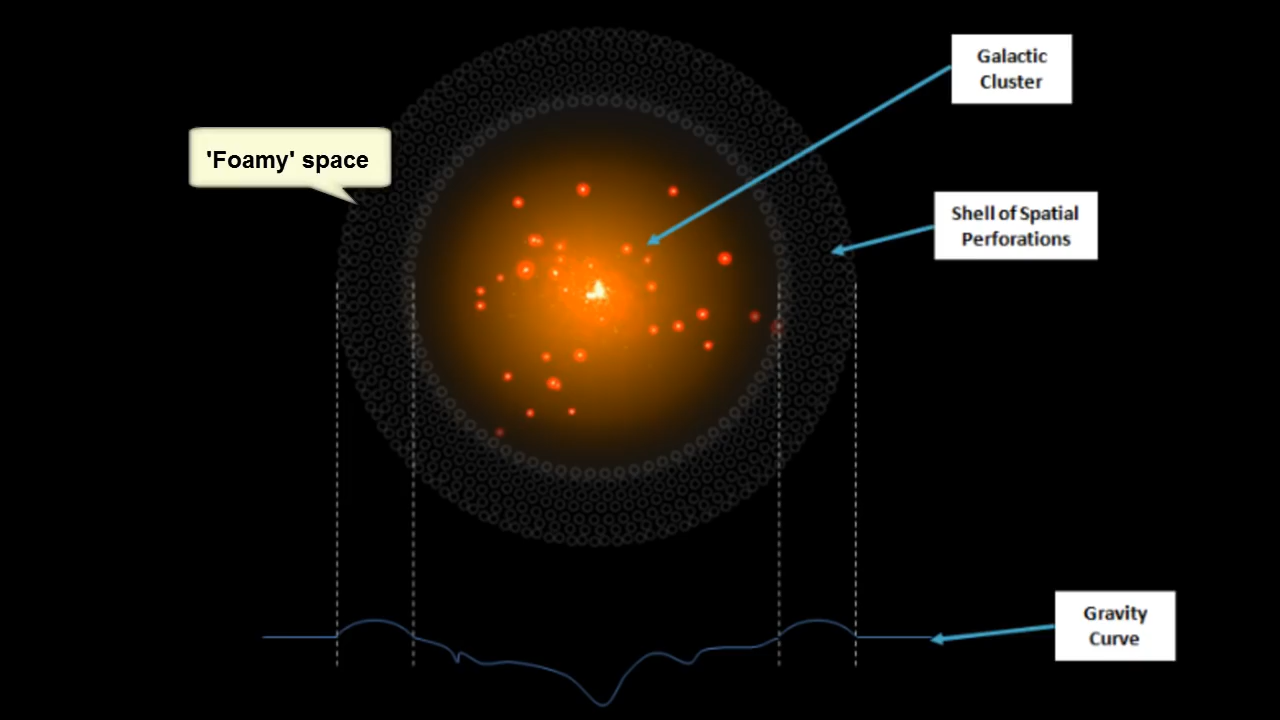 Galactic
Cluster
'Foamy' space
Shell of Spatial
Perforations
Gravity
Curve